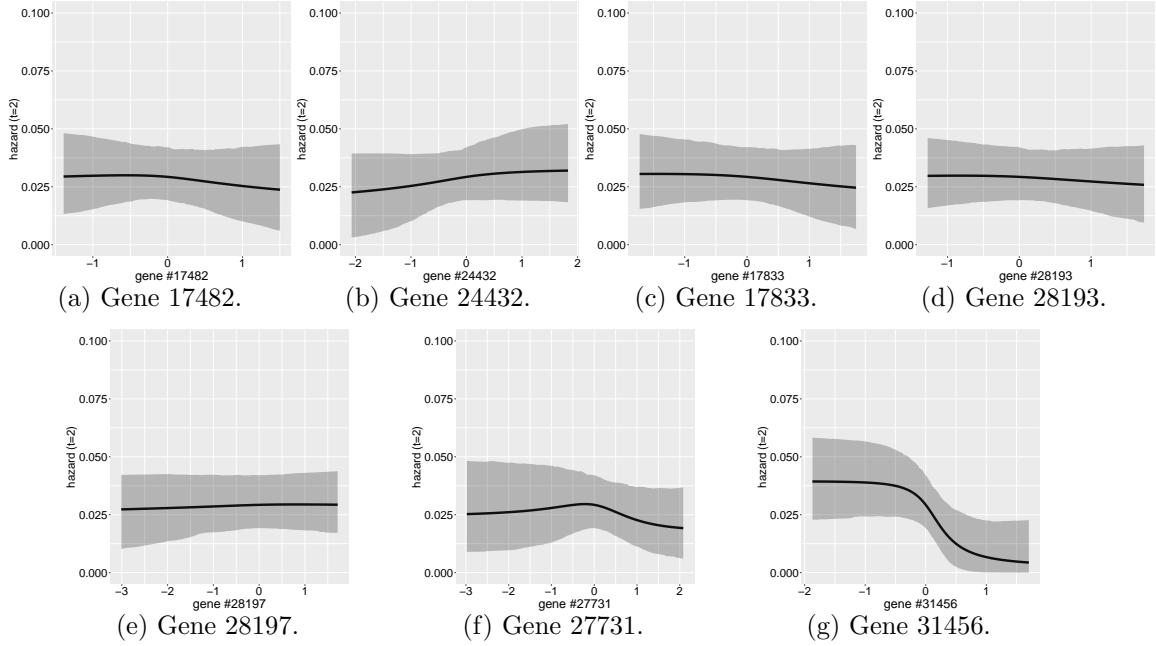 0.100 0.100 0.100 0.100
0.075 0.075 0.075 0.075
hazard (t=2) hazard (t=2) hazard (t=2) hazard (t=2)
0.050 0.050 0.050 0.050
0.025 0.025 0.025 0.025
0.000 0.000 0.000 0.000
−1 0 1 −2 −1 0 1 2 −1 0 1 −1 0 1
gene #17482 gene #24432 gene #17833 gene #28193
(a) Gene 17482. (b) Gene 24432. (c) Gene 17833. (d) Gene 28193.
0.100 0.100 0.100
0.075 0.075 0.075
hazard (t=2) hazard (t=2) hazard (t=2)
0.050 0.050 0.050
0.025 0.025 0.025
0.000 0.000 0.000
−3 −2 −1 0 1 −3 −2 −1 0 1 2 −2 −1 0 1
gene #28197 gene #27731 gene #31456
(e) Gene 28197. (f) Gene 27731. (g) Gene 31456.